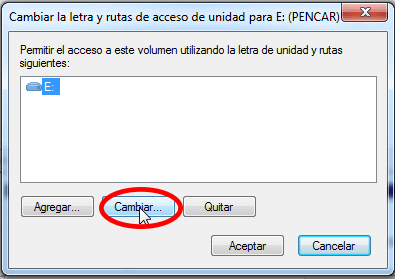 Cambiar la letra y rutas de acceso de unidad para E: (PENCAR)
Permitir el acceso a este volumen utilizando la letra de unidad y rutas
siguientes:
E:
Agregar... Cambiar... Quitar
Aceptar Cancelar